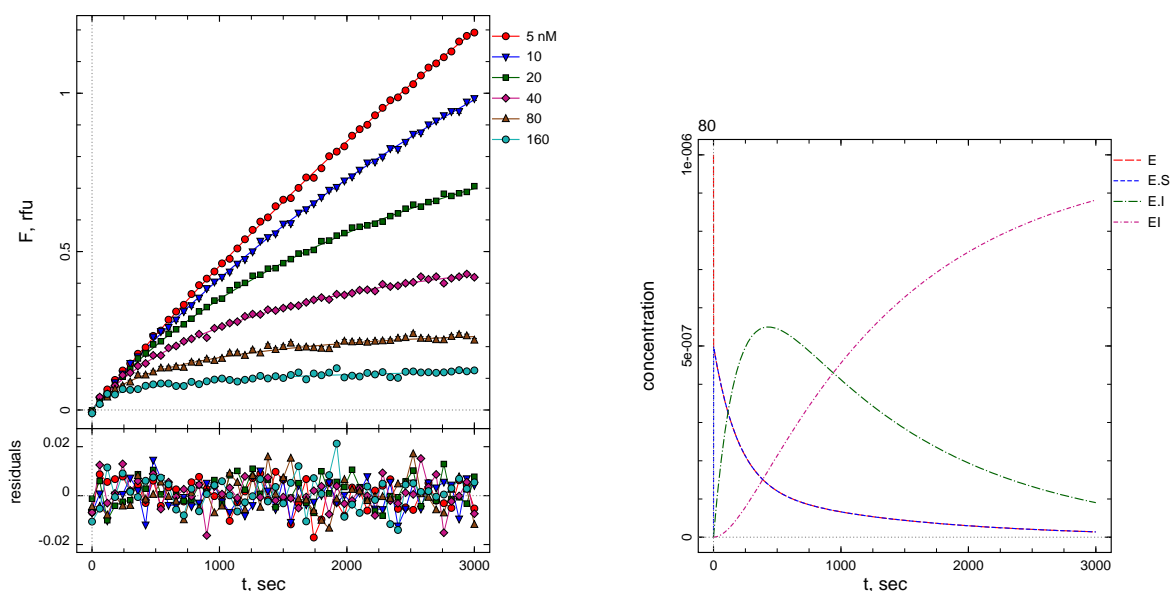 5 nM
10
20
40
80
160
F, rfu
1
0.5
0
residuals
0.02
0
-0.02
0
1000
2000
3000
t, sec
80
E
E.S
E.I
EI
concentration
1e-006
5e-007
0
0
1000
2000
3000
t, sec